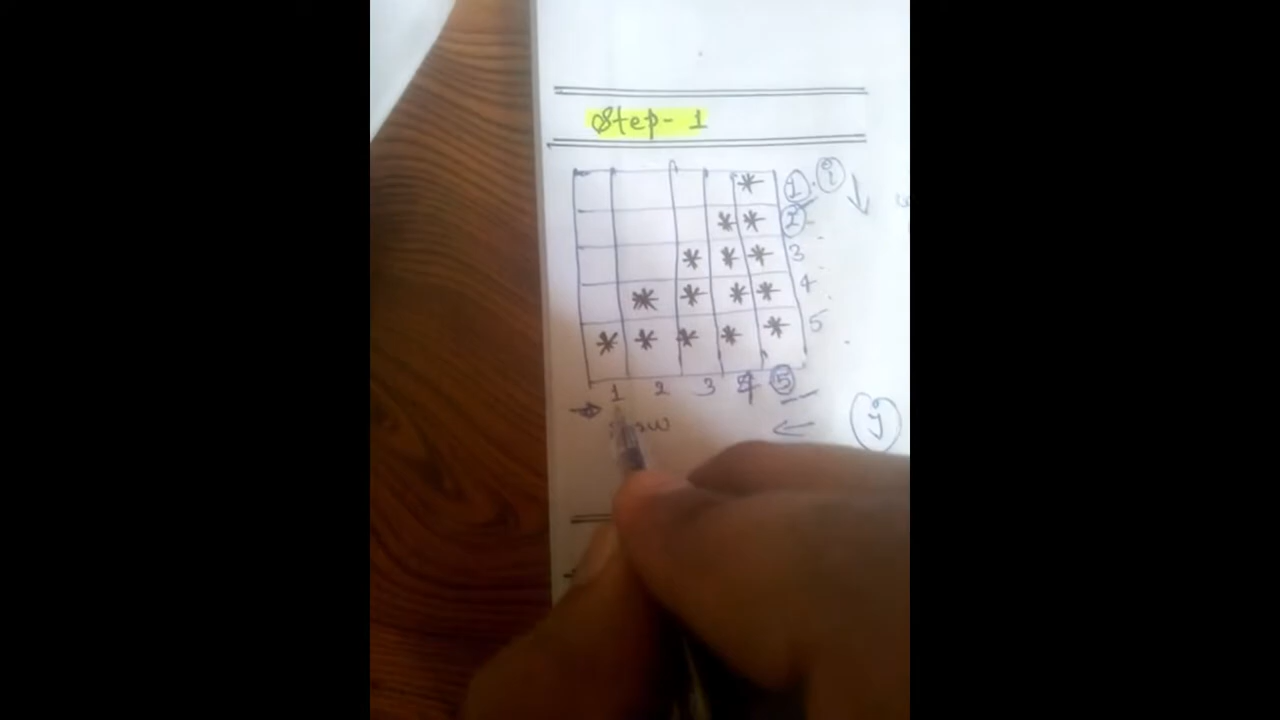 Step- 1
* 1 i
* * 2
* * * 3
* * * * 4
* * * * * 5
1 2 3 4 5
j